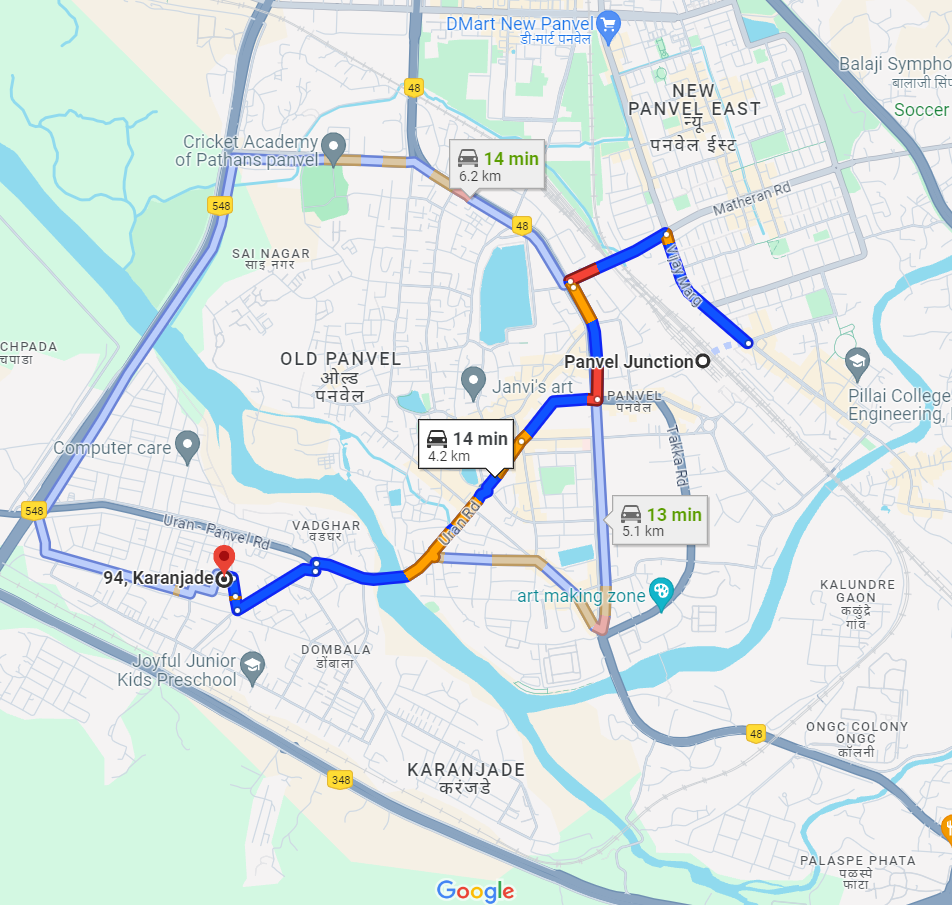 DMart New Panvel
डी-मार्ट पनवेल
48
NEW
PANVEL EAST
न्यू
पनवेल ईस्ट
Balaji Sympho
बालाजी सिं
Soccer
Cricket Academy
of Pathans panvel
14 min
6.2 km
548
48
Matheran Rd
SAI NAGAR
साइ नगर
Vijay Marg
CHPADA
चपाडा
OLD PANVEL
ओल्ड
पनवेल
Panvel Junction
Janvi's art
PANVEL
पनवेल
Pillai College
Engineering,
Computer care
14 min
4.2 km
Takka Rd
548
Uran - Panvel Rd
VADGHAR
वडघर
Uran Rd
13 min
5.1 km
94, Karanjade
art making zone
KALUNDRE
GAON
कळुंद्रे
गांव
DOMBALA
डोंबाला
Joyful Junior
Kids Preschool
48
ONGC COLONY
ONGC
कॉलनी
KARANJADE
करंजडे
348
PALASPE PHATA
पळस्पे
फाटा
Google